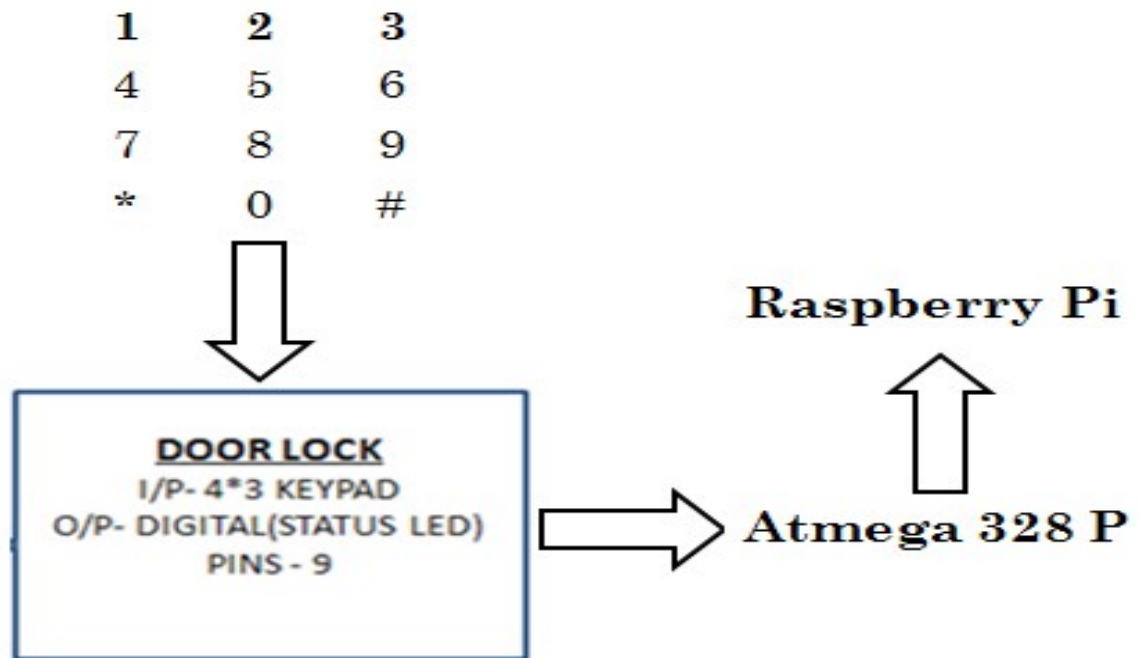 1 2 3
4 5 6
7 8 9
* 0 #
Raspberry Pi
DOOR LOCK
I/P- 4*3 KEYPAD
O/P- DIGITAL(STATUS LED)
PINS - 9
Atmega 328 P